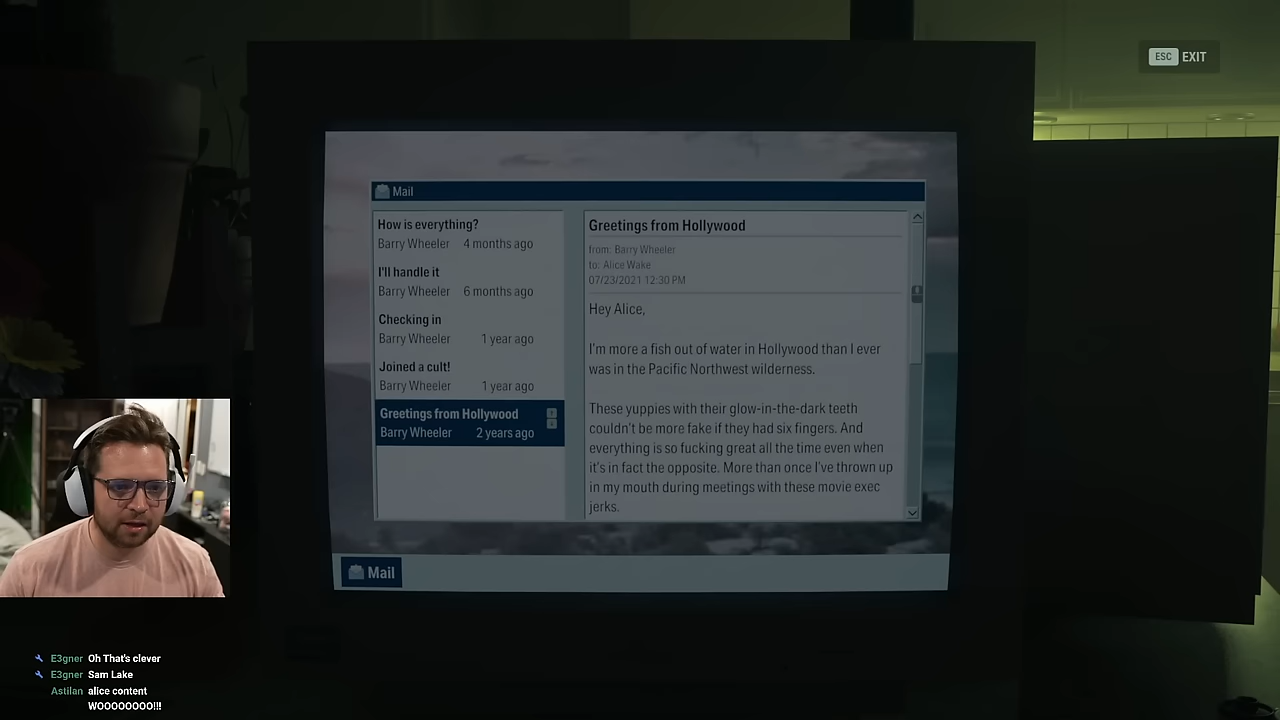 ESC EXIT
Mail
How is everything?
Barry Wheeler 4 months ago
I'll handle it
Barry Wheeler 6 months ago
Checking in
Barry Wheeler 1 year ago
Joined a cult!
Barry Wheeler 1 year ago
Greetings from Hollywood
Barry Wheeler 2 years ago
Greetings from Hollywood
from: Barry Wheeler
to: Alice Wake
07/23/2021 12:30 PM
Hey Alice,
I'm more a fish out of water in Hollywood than I ever
was in the Pacific Northwest wilderness.
These yuppies with their glow-in-the-dark teeth
couldn't be more fake if they had six fingers. And
everything is so fucking great all the time even when
it's in fact the opposite. More than once I've thrown up
in my mouth during meetings with these movie exec
jerks.
Mail
E3gner Oh That's clever
E3gner Sam Lake
Astilan alice content
WOOOOOOOO!!!